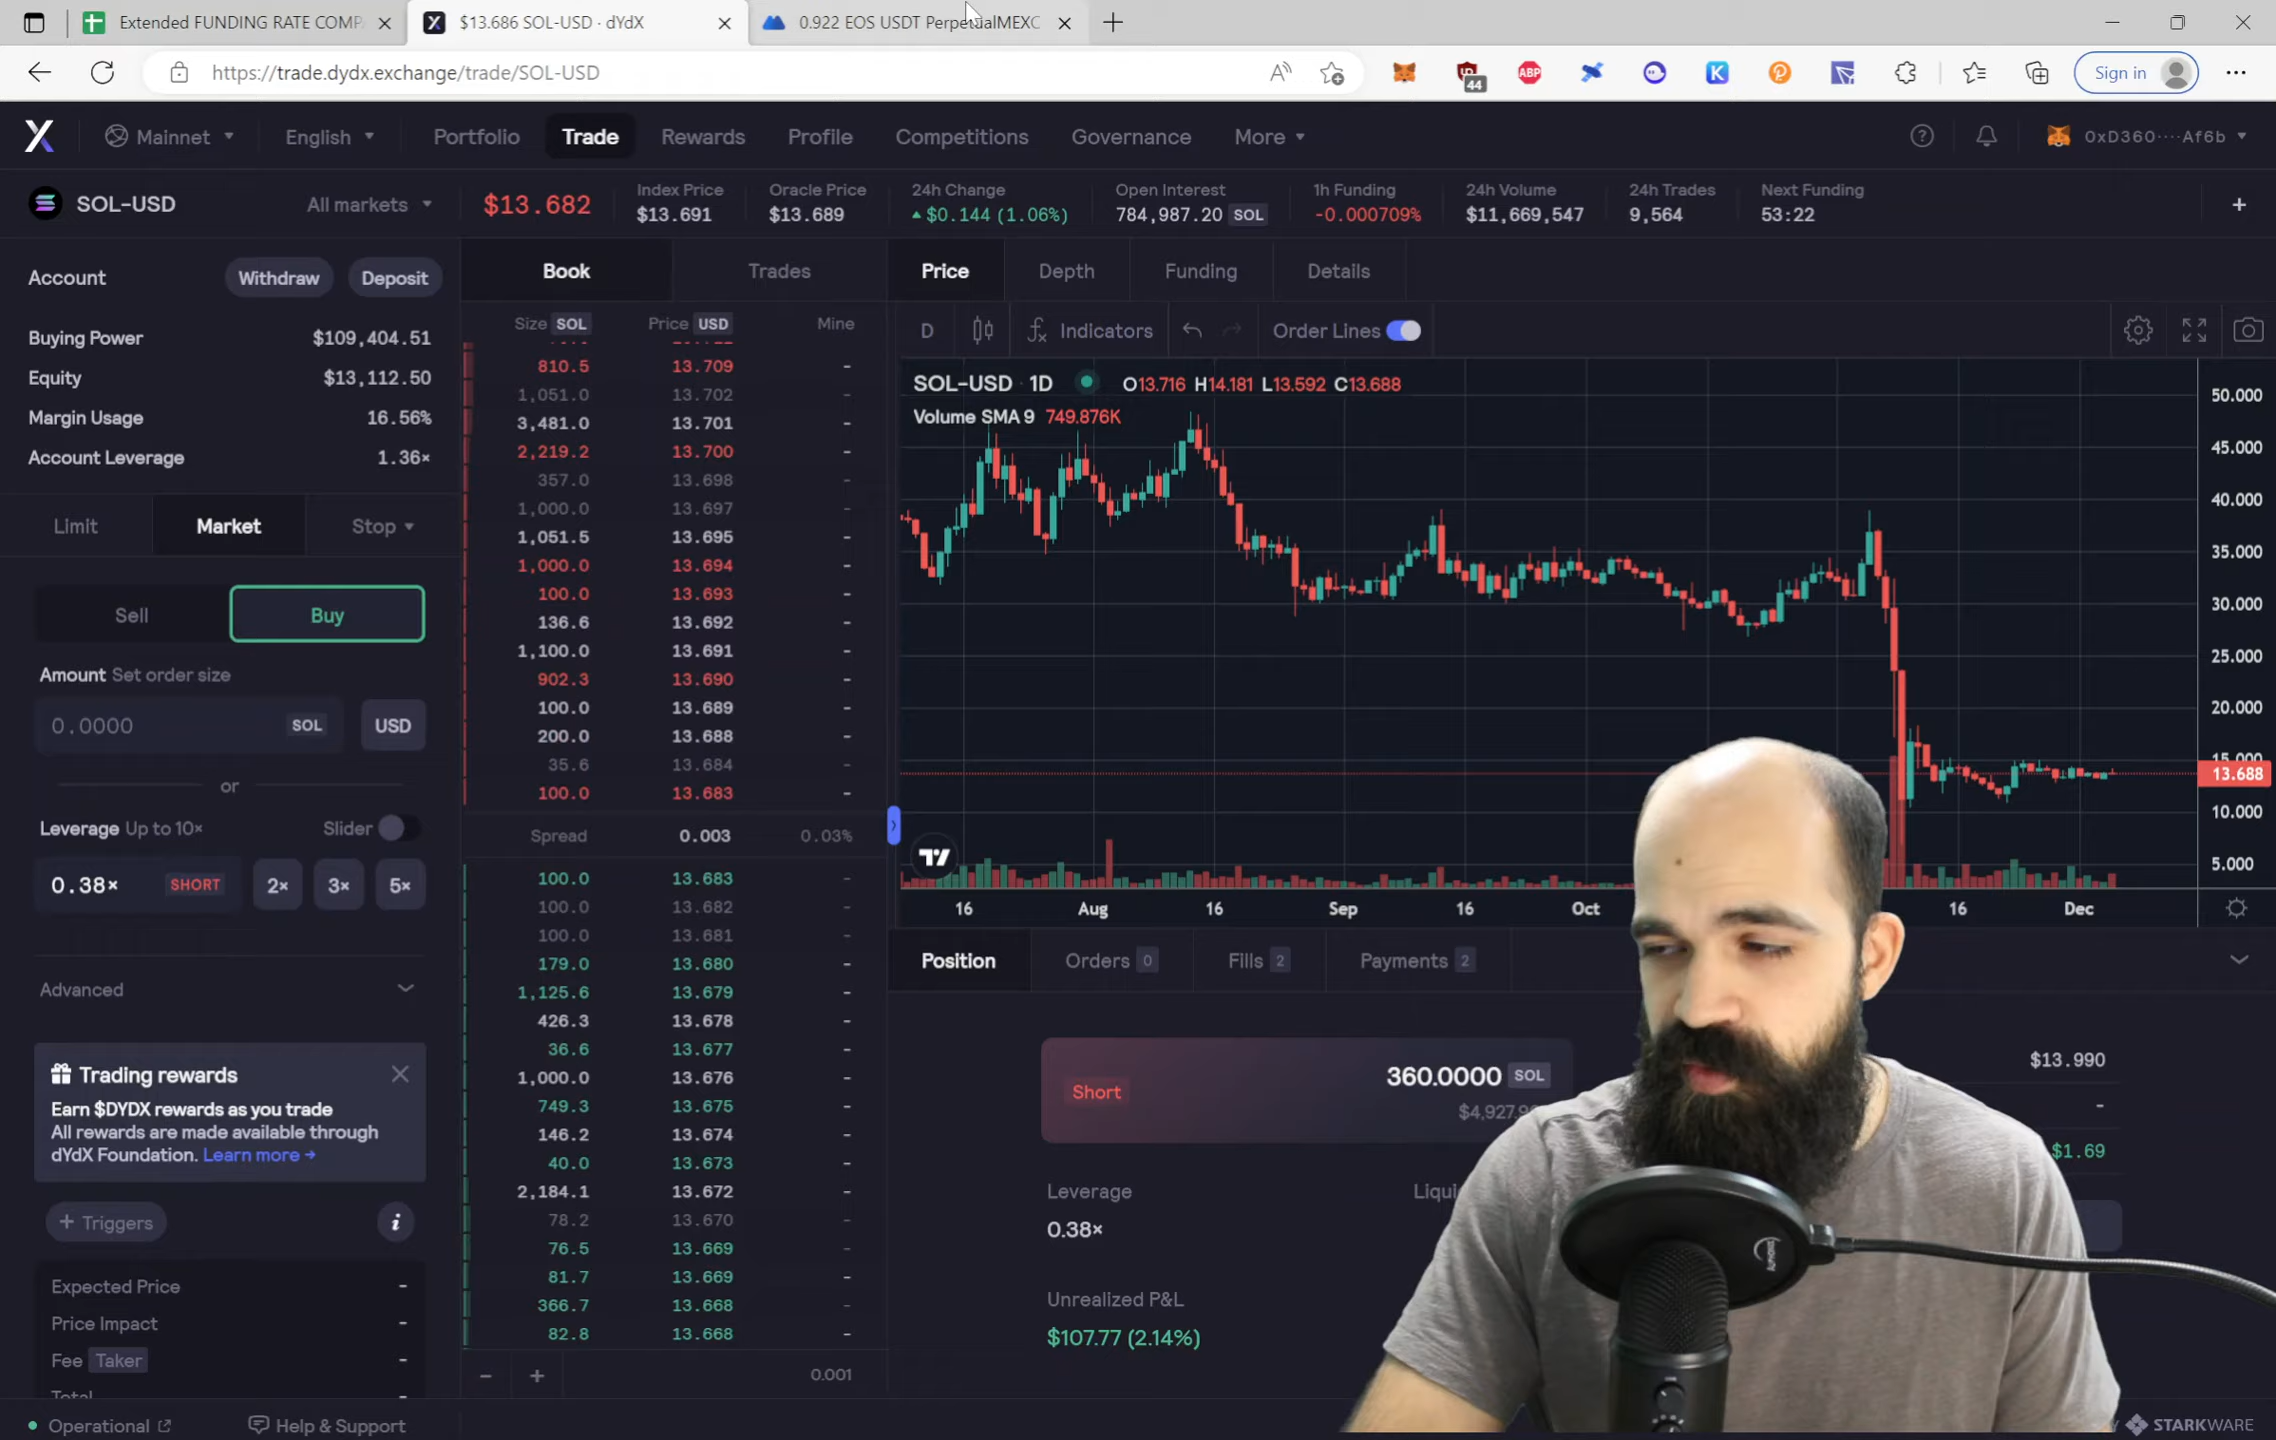 Extended FUNDING RATE COMPA
$13.686 SOL-USD · dYdX
0.922 EOS USDT PerpetualMEXC
https://trade.dydx.exchange/trade/SOL-USD
44
ABP
Sign in
Mainnet
English
Portfolio
Trade
Rewards
Profile
Competitions
Governance
More
0xD360····Af6b
SOL-USD
All markets
$13.682
Index Price
$13.691
Oracle Price
$13.689
24h Change
$0.144 (1.06%)
Open Interest
784,987.20 SOL
1h Funding
-0.000709%
24h Volume
$11,669,547
24h Trades
9,564
Next Funding
53:22
Account
Withdraw
Deposit
Buying Power $109,404.51
Equity $13,112.50
Margin Usage 16.56%
Account Leverage 1.36×
Limit
Market
Stop
Sell
Buy
Amount Set order size
0.0000 SOL USD
or
Leverage Up to 10× Slider
0.38× SHORT 2× 3× 5×
Advanced
Trading rewards
Earn $DYDX rewards as you trade
All rewards are made available through
dYdX Foundation. Learn more →
+ Triggers
i
Expected Price -
Price Impact -
Fee Taker -
Total -
Operational
Help & Support
Book
Trades
Size SOL Price USD Mine
810.5 13.709 -
1,051.0 13.702 -
3,481.0 13.701 -
2,219.2 13.700 -
357.0 13.698 -
1,000.0 13.697 -
1,051.5 13.695 -
1,000.0 13.694 -
100.0 13.693 -
136.6 13.692 -
1,100.0 13.691 -
902.3 13.690 -
100.0 13.689 -
200.0 13.688 -
35.6 13.684 -
100.0 13.683 -
Spread 0.003 0.03%
100.0 13.683 -
100.0 13.682 -
100.0 13.681 -
179.0 13.680 -
1,125.6 13.679 -
426.3 13.678 -
36.6 13.677 -
1,000.0 13.676 -
749.3 13.675 -
146.2 13.674 -
40.0 13.673 -
2,184.1 13.672 -
78.2 13.670 -
76.5 13.669 -
81.7 13.669 -
366.7 13.668 -
82.8 13.668 -
0.001
Price
Depth
Funding
Details
D
Indicators
Order Lines
SOL-USD · 1D O13.716 H14.181 L13.592 C13.688
Volume SMA 9 749.876K
50.000
45.000
40.000
35.000
30.000
25.000
20.000
15.000
13.688
10.000
5.000
16 Aug 16 Sep 16 Oct 16 Dec
Position
Orders 0
Fills 2
Payments 2
Short
360.0000 SOL
$13.990
-
$1.69
Leverage
0.38×
Unrealized P&L
$107.77 (2.14%)
STARKWARE